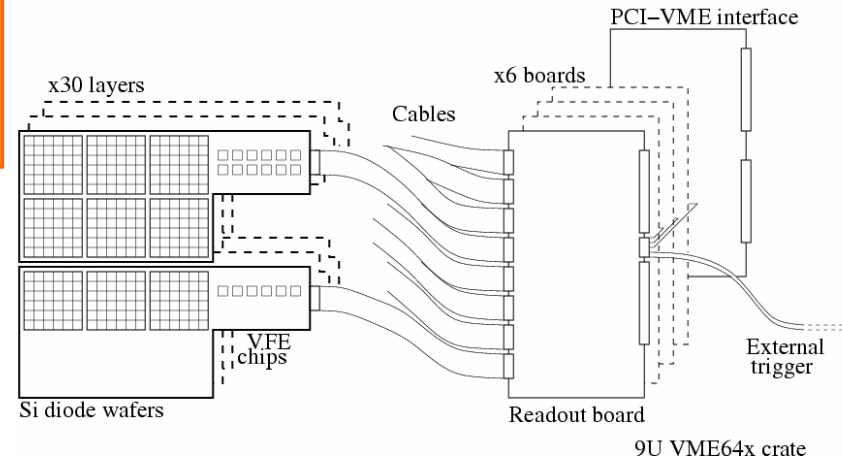 PCI–VME interface
x30 layers
x6 boards
Cables
VFE
chips
External
trigger
Si diode wafers
Readout board
9U VME64x crate